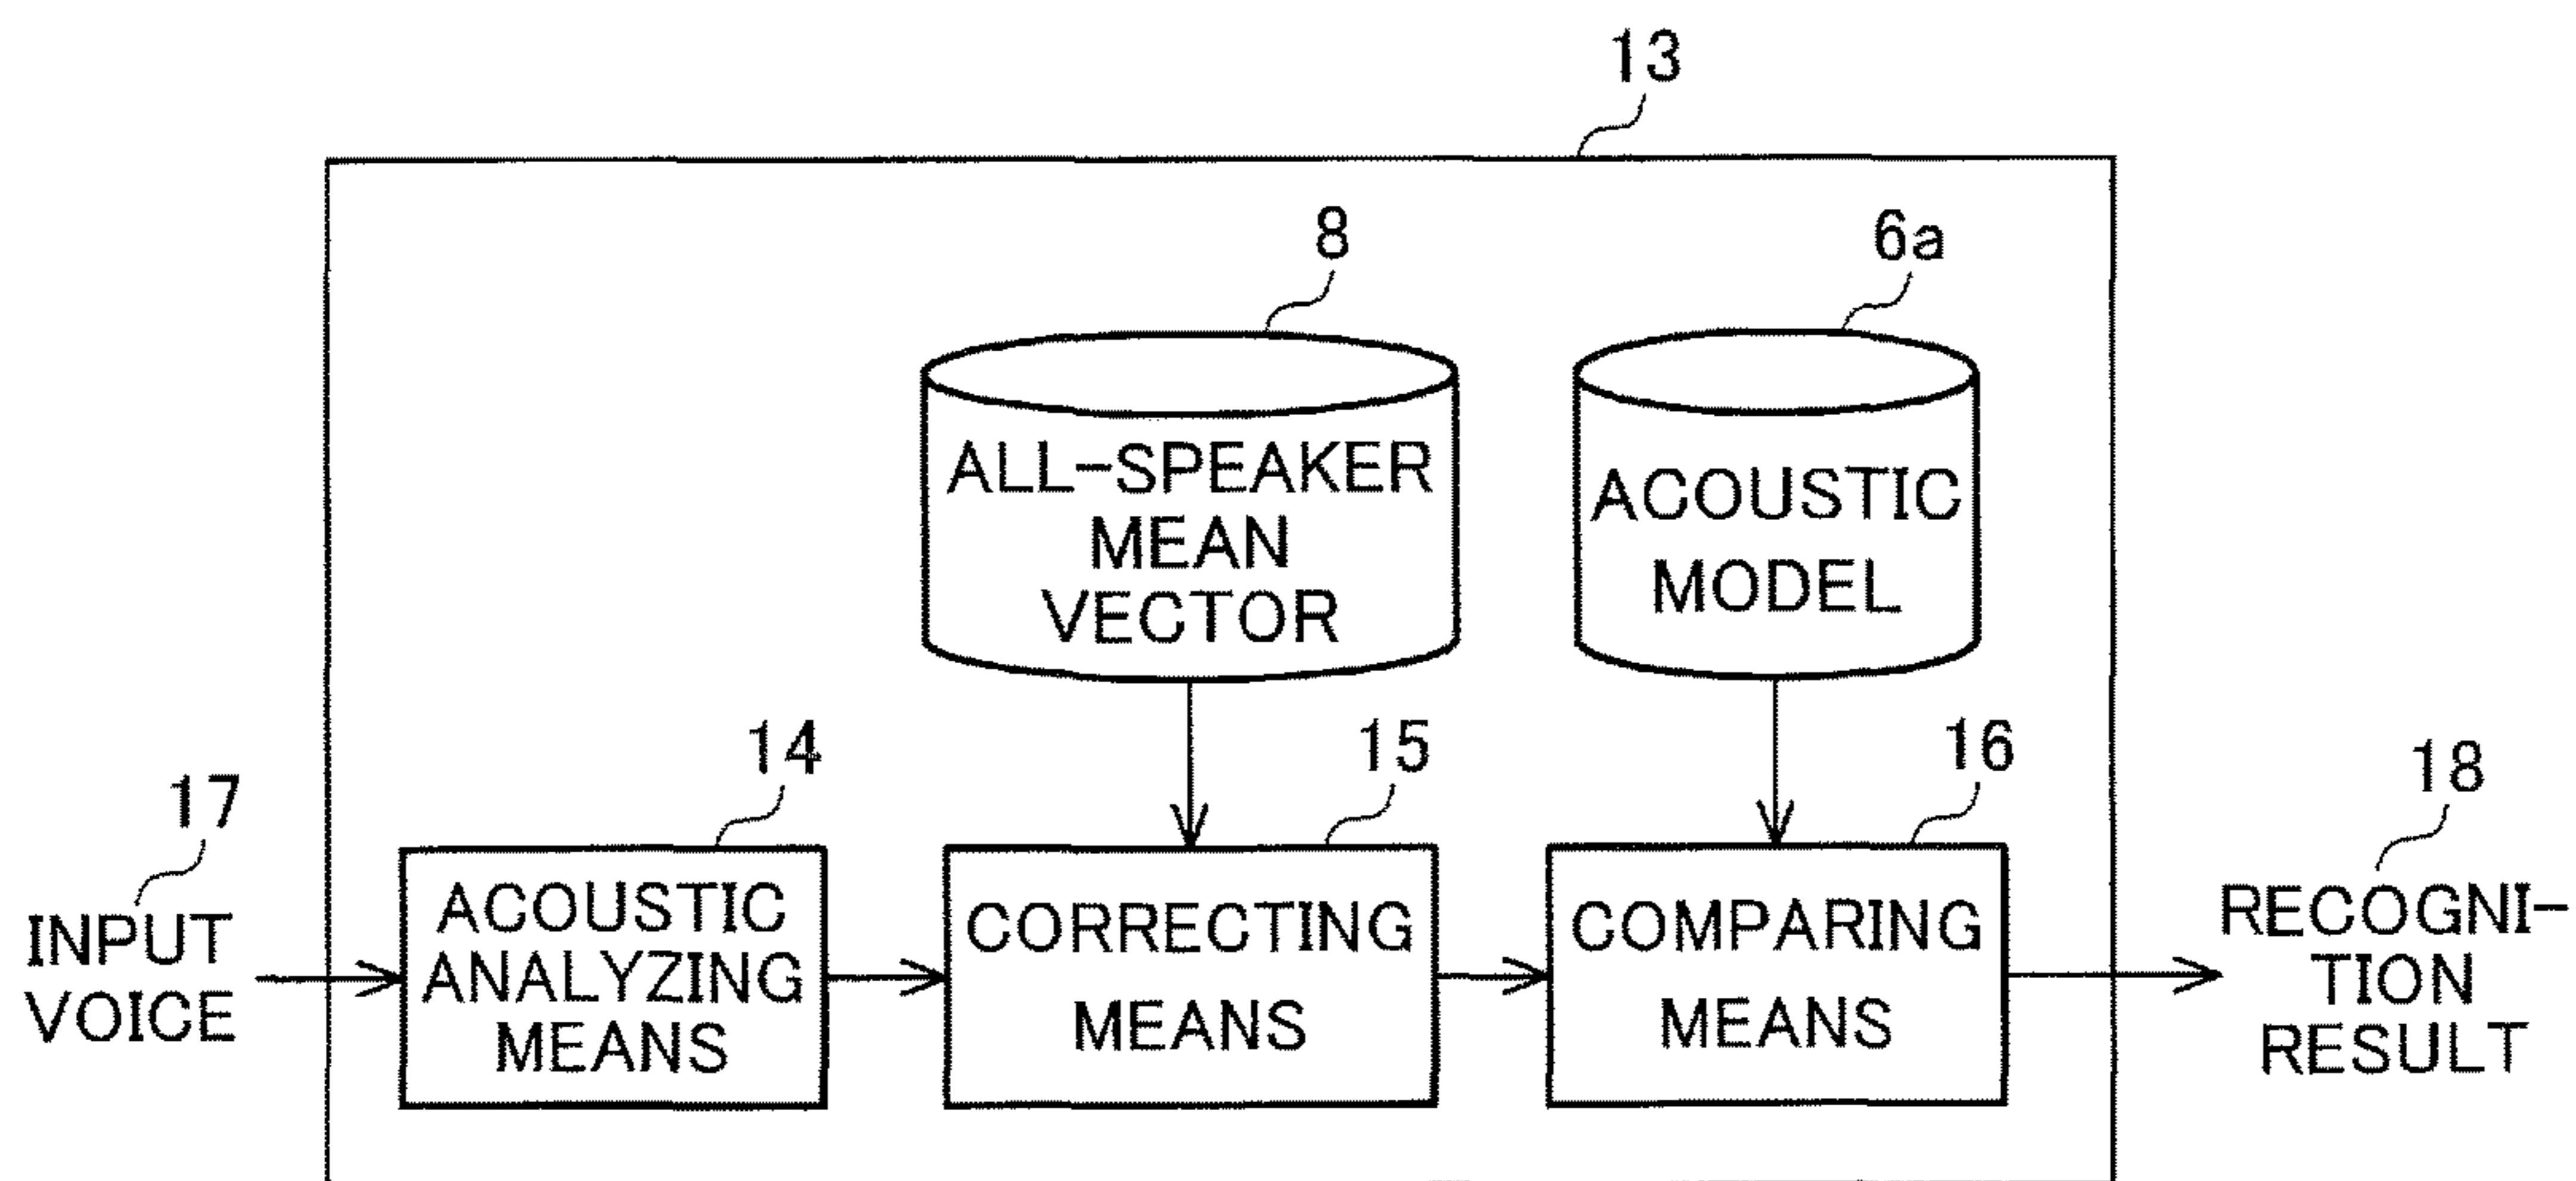 13
8
6a
ALL-SPEAKER
MEAN
VECTOR
ACOUSTIC
MODEL
17
14
15
16
18
INPUT
VOICE
ACOUSTIC
ANALYZING
MEANS
CORRECTING
MEANS
COMPARING
MEANS
RECOGNI-
TION
RESULT